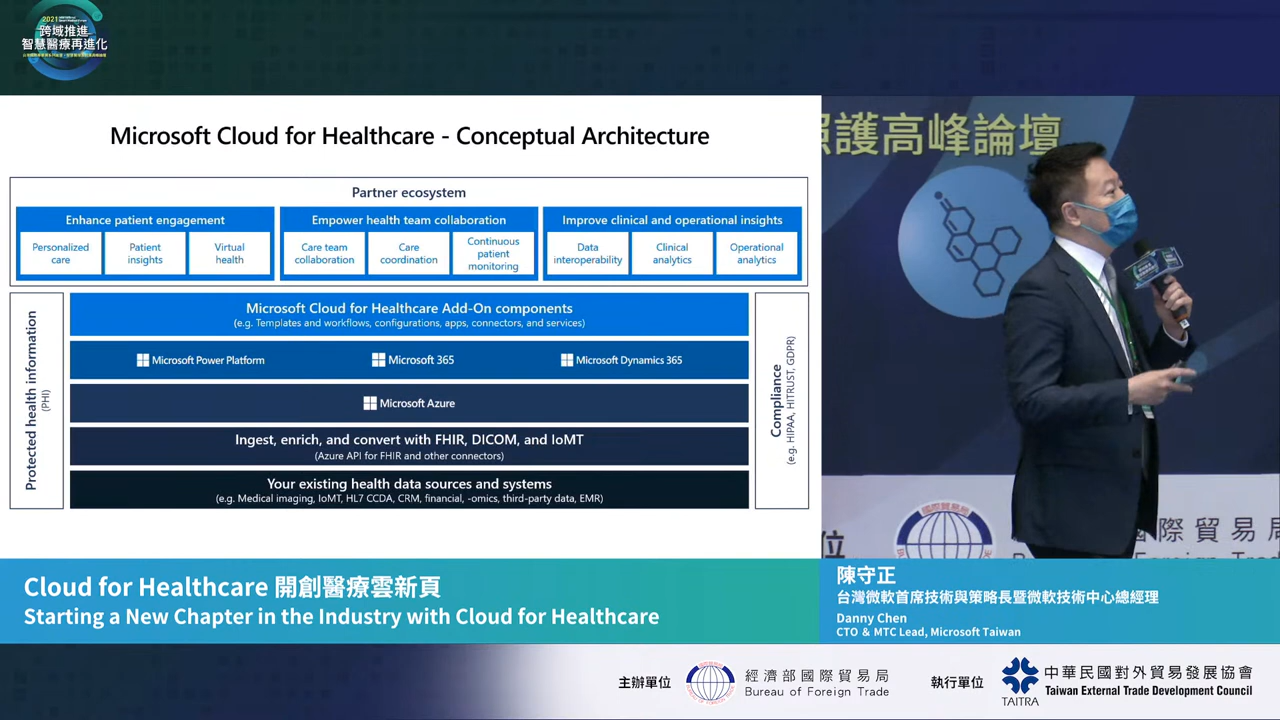 2021
跨域推進
智慧醫療再進化
Microsoft Cloud for Healthcare - Conceptual Architecture
Partner ecosystem
Enhance patient engagement
Personalized care
Patient insights
Virtual health
Empower health team collaboration
Care team collaboration
Care coordination
Continuous patient monitoring
Improve clinical and operational insights
Data interoperability
Clinical analytics
Operational analytics
Protected health information
(PHI)
Microsoft Cloud for Healthcare Add-On components
(e.g. Templates and workflows, configurations, apps, connectors, and services)
Microsoft Power Platform
Microsoft 365
Microsoft Dynamics 365
Microsoft Azure
Ingest, enrich, and convert with FHIR, DICOM, and IoMT
(Azure API for FHIR and other connectors)
Your existing health data sources and systems
(e.g. Medical imaging, IoMT, HL7 CCDA, CRM, financial, -omics, third-party data, EMR)
Compliance
(e.g. HIPAA, HITRUST, GDPR)
護高峰論壇
位
國際貿易局
國際貿易局
Foreign Trade
Cloud for Healthcare 開創醫療雲新頁
Starting a New Chapter in the Industry with Cloud for Healthcare
陳守正
台灣微軟首席技術與策略長暨微軟技術中心總經理
Danny Chen
CTO & MTC Lead, Microsoft Taiwan
主辦單位
經濟部國際貿易局
Bureau of Foreign Trade
執行單位
TAITRA
中華民國對外貿易發展協會
Taiwan External Trade Development Council